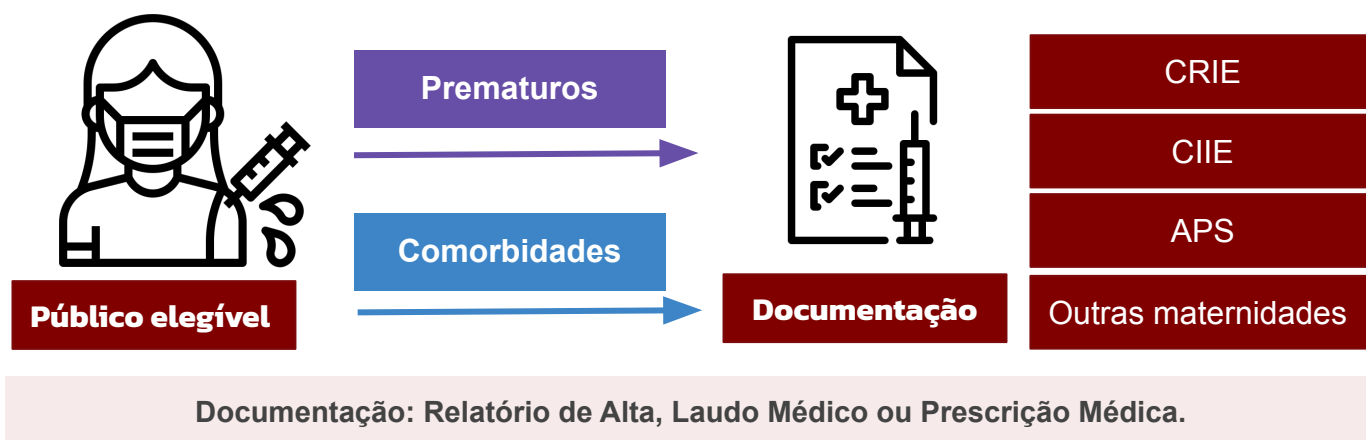 Prematuros
Comorbidades
Público elegível
Documentação
CRIE
CIIE
APS
Outras maternidades
Documentação: Relatório de Alta, Laudo Médico ou Prescrição Médica.